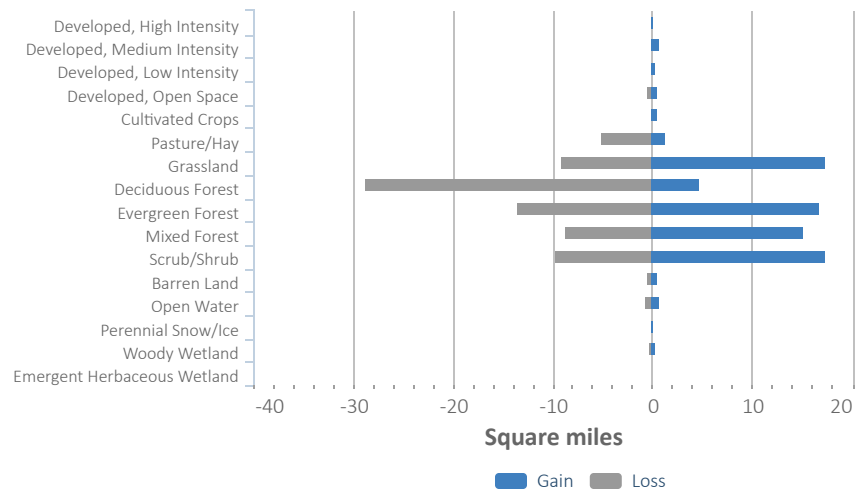 Developed, High Intensity
Developed, Medium Intensity
Developed, Low Intensity
Developed, Open Space
Cultivated Crops
Pasture/Hay
Grassland
Deciduous Forest
Evergreen Forest
Mixed Forest
Scrub/Shrub
Barren Land
Open Water
Perennial Snow/Ice
Woody Wetland
Emergent Herbaceous Wetland
-40 -30 -20 -10 0 10 20
Square miles
Gain Loss